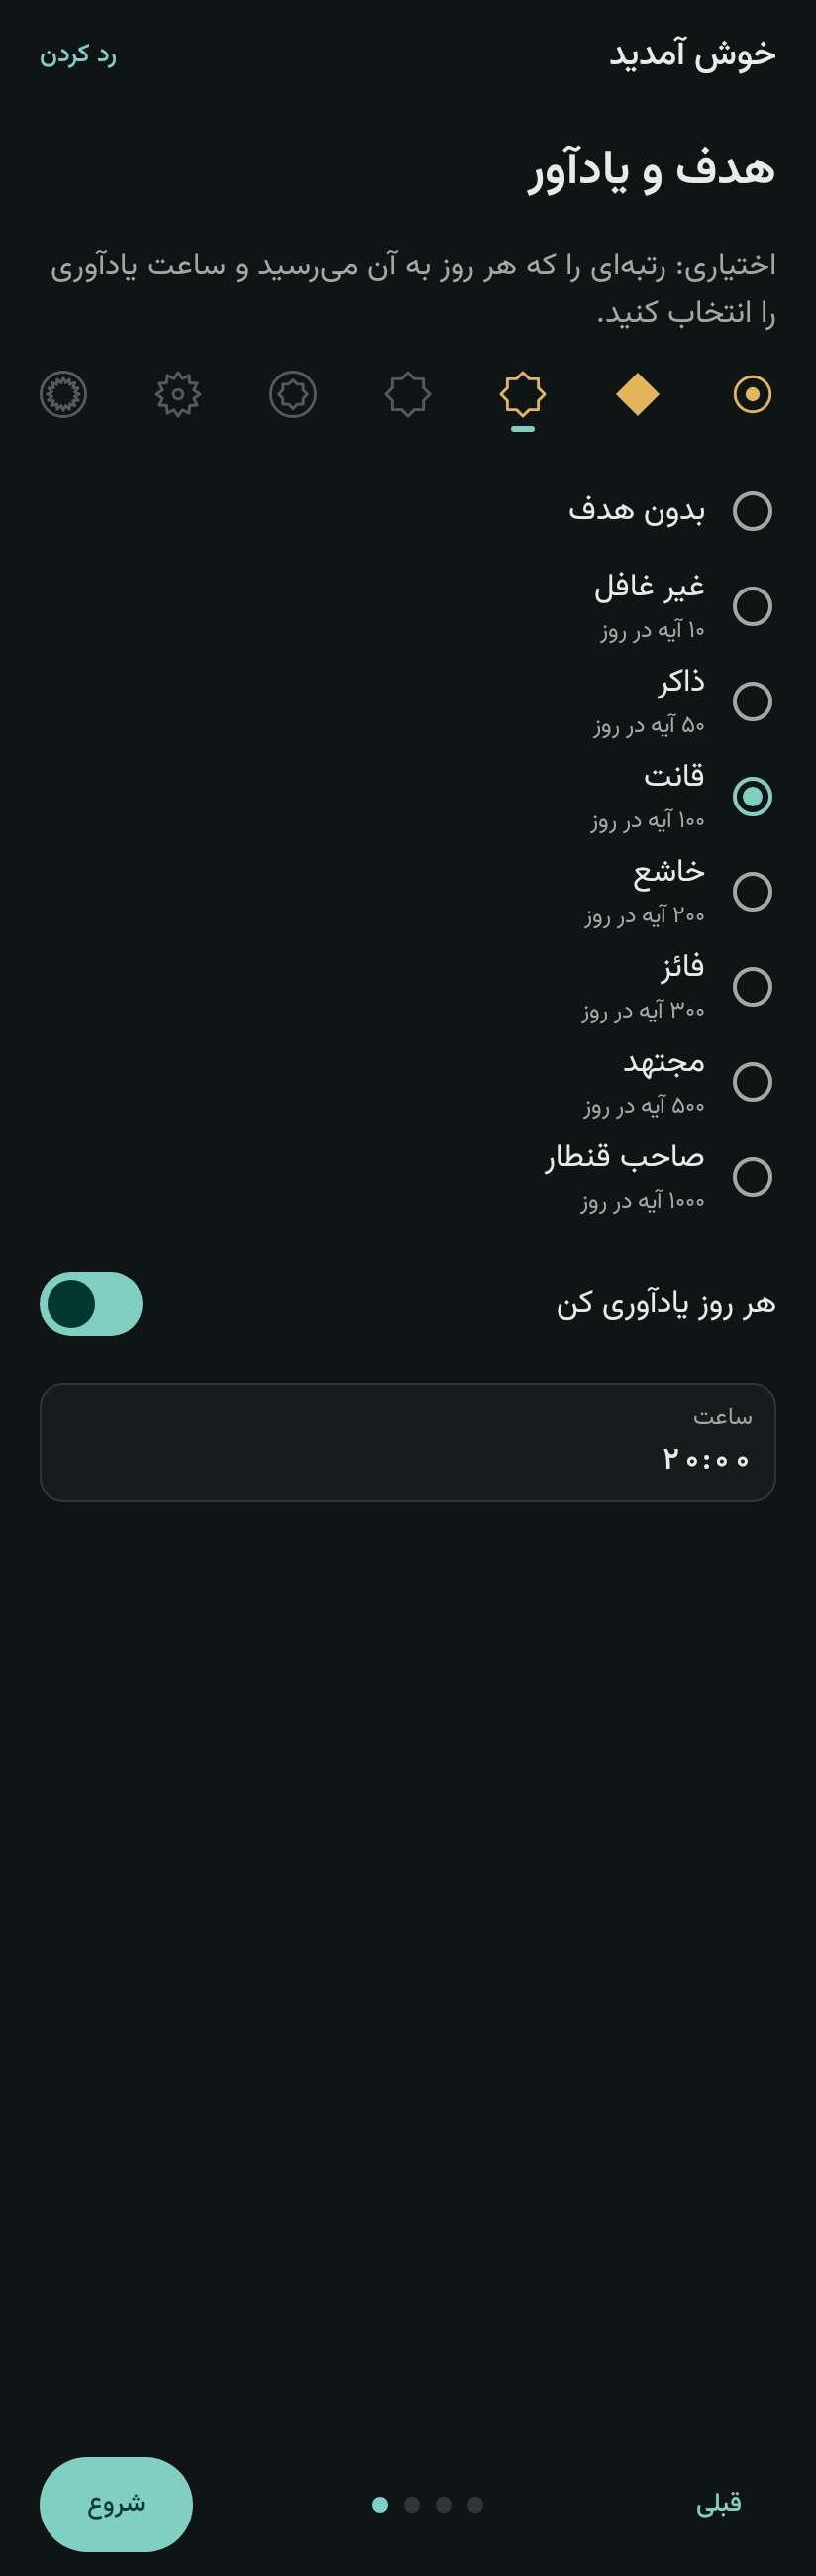 خوش آمدید
رد کردن
هدف و یادآور
اختیاری: رتبه‌ای را که هر روز به آن می‌رسید و ساعت یادآوری
را انتخاب کنید.
بدون هدف
غیر غافل
۱۰ آیه در روز
ذاکر
۵۰ آیه در روز
قانت
۱۰۰ آیه در روز
خاشع
۲۰۰ آیه در روز
فائز
۳۰۰ آیه در روز
مجتهد
۵۰۰ آیه در روز
صاحب قنطار
۱۰۰۰ آیه در روز
هر روز یادآوری کن
ساعت
۲۰:۰۰
قبلی
شروع